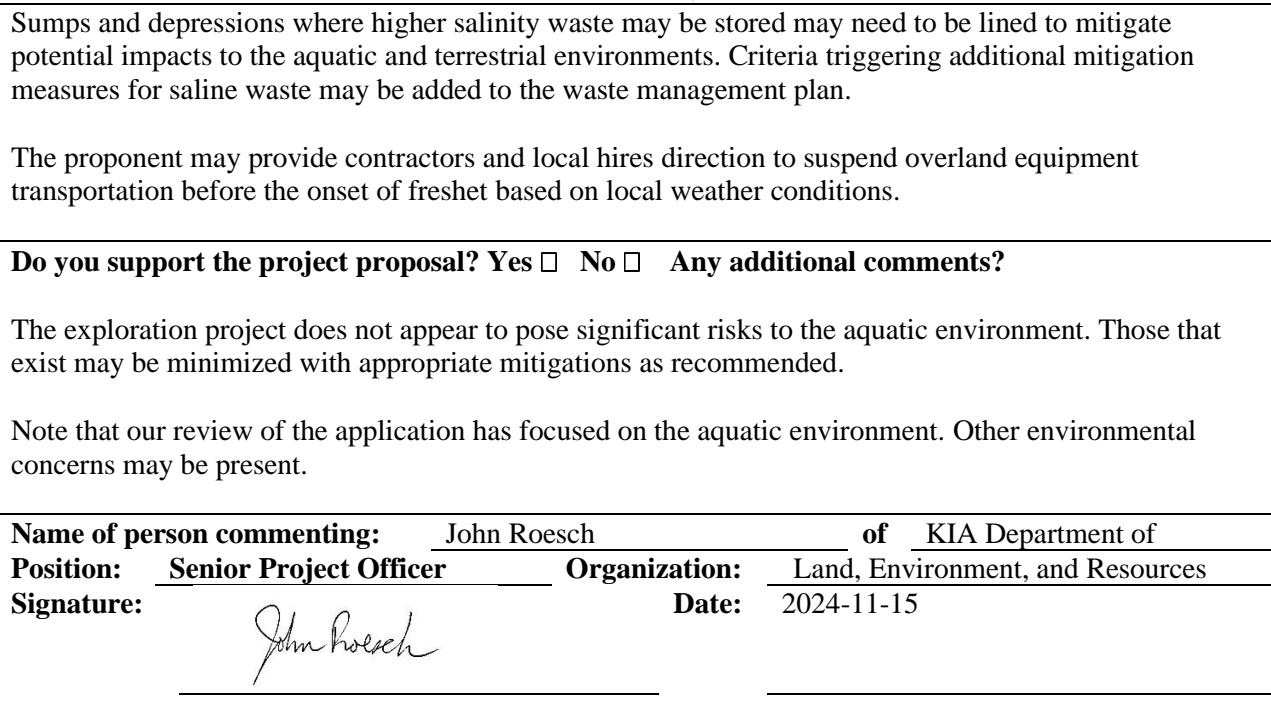 Sumps and depressions where higher salinity waste may be stored may need to be lined to mitigate
potential impacts to the aquatic and terrestrial environments. Criteria triggering additional mitigation
measures for saline waste may be added to the waste management plan.
The proponent may provide contractors and local hires direction to suspend overland equipment
transportation before the onset of freshet based on local weather conditions.
Do you support the project proposal? Yes □ No □ Any additional comments?
The exploration project does not appear to pose significant risks to the aquatic environment. Those that
exist may be minimized with appropriate mitigations as recommended.
Note that our review of the application has focused on the aquatic environment. Other environmental
concerns may be present.
Name of person commenting: John Roesch of KIA Department of
Position: Senior Project Officer Organization: Land, Environment, and Resources
Signature: Date: 2024-11-15
John Roesch